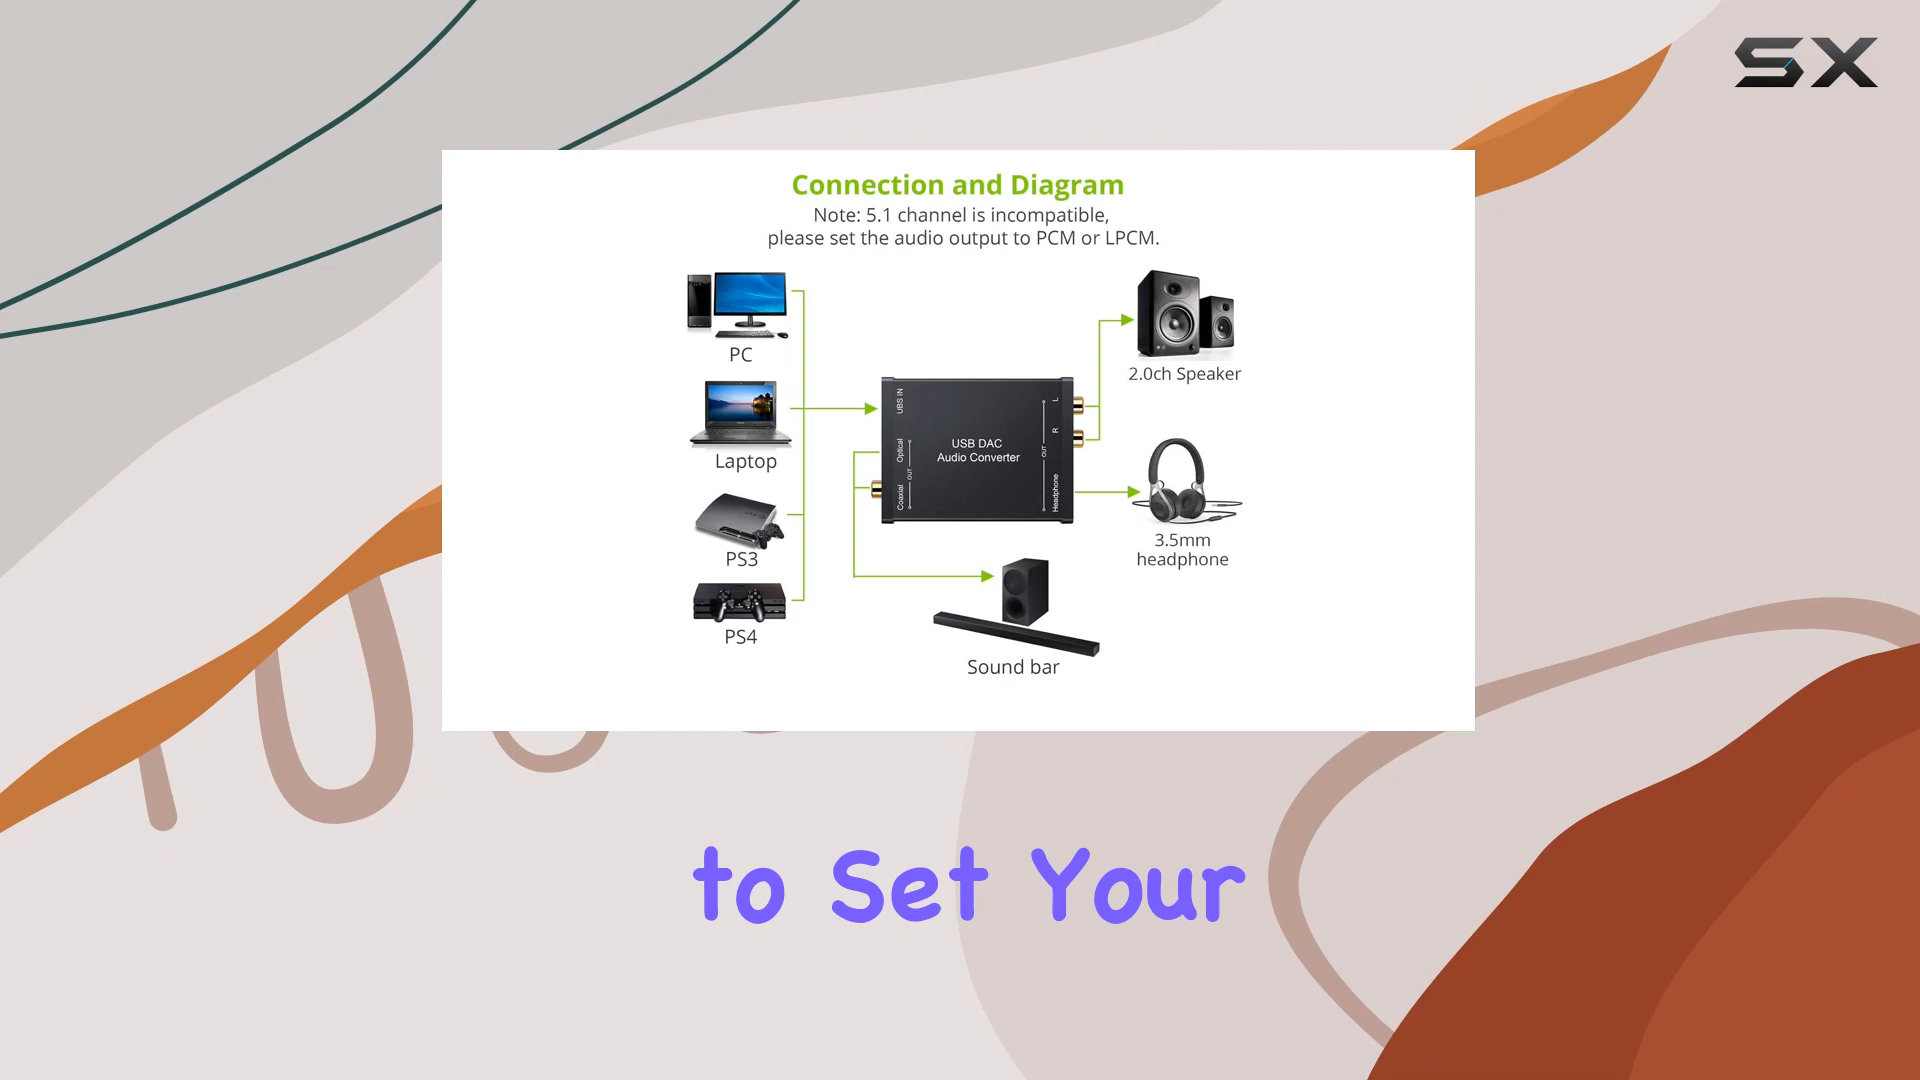 SX
Connection and Diagram
Note: 5.1 channel is incompatible,
please set the audio output to PCM or LPCM.
PC
Laptop
PS3
PS4
UBS IN
Optical
Coaxial
OUT
USB DAC
Audio Converter
L
R
OUT
Headphone
2.0ch Speaker
3.5mm
headphone
Sound bar
to Set Your